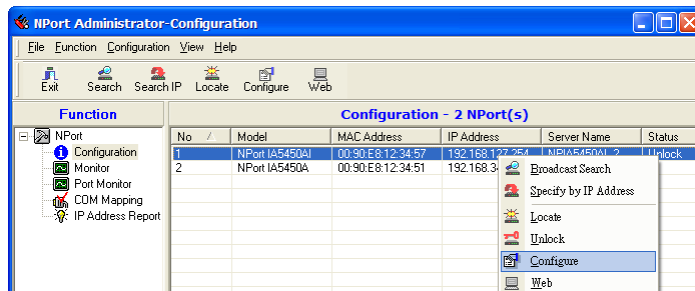 NPort Administrator-Configuration
File Function Configuration View Help
Exit Search Search IP Locate Configure Web
Function
Configuration - 2 NPort(s)
NPort
Configuration
Monitor
Port Monitor
COM Mapping
IP Address Report
No Model MAC Address IP Address Server Name Status
1 NPort IA5450AI 00:90:E8:12:34:57 192.168.127.254 NPIA5450AI_2 Unlock
2 NPort IA5450A 00:90:E8:12:34:51 192.168.34
Broadcast Search
Specify by IP Address
Locate
Unlock
Configure
Web